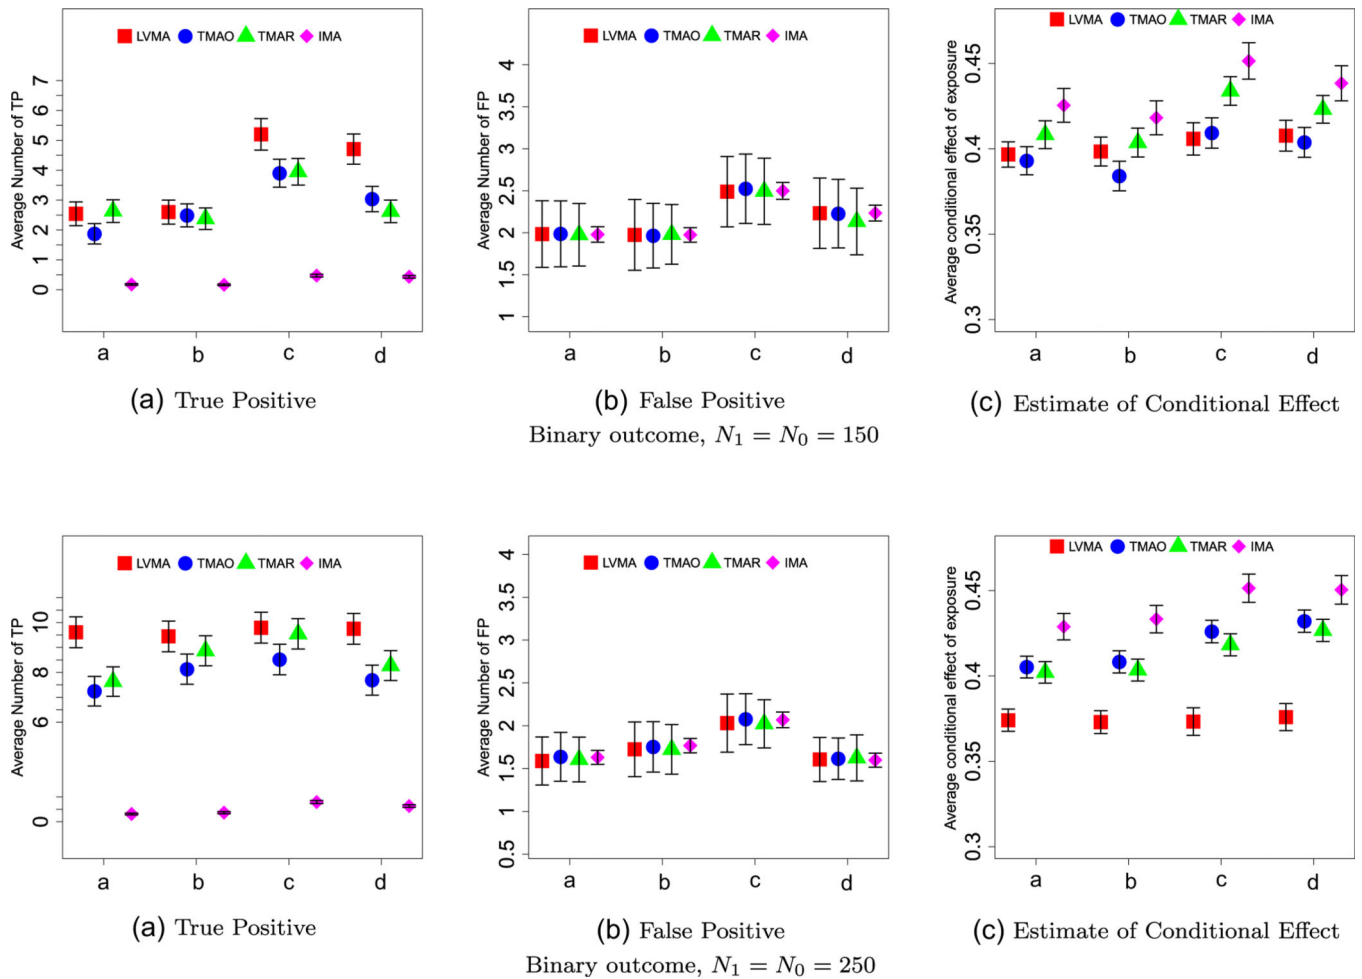 LVMA TMAO TMAR IMA
Average Number of TP
7
6
5
4
3
2
1
0
a b c d
(a) True Positive
LVMA TMAO TMAR IMA
Average Number of FP
4
3.5
3
2.5
2
1.5
1
a b c d
(b) False Positive
LVMA TMAO TMAR IMA
Average conditional effect of exposure
0.45
0.4
0.35
0.3
a b c d
(c) Estimate of Conditional Effect
Binary outcome, N₁ = N₀ = 150
LVMA TMAO TMAR IMA
Average Number of TP
10
8
6
0
a b c d
(a) True Positive
LVMA TMAO TMAR IMA
Average Number of FP
4
3.5
3
2.5
2
1.5
1
0.5
a b c d
(b) False Positive
LVMA TMAO TMAR IMA
Average conditional effect of exposure
0.45
0.4
0.35
0.3
a b c d
(c) Estimate of Conditional Effect
Binary outcome, N₁ = N₀ = 250